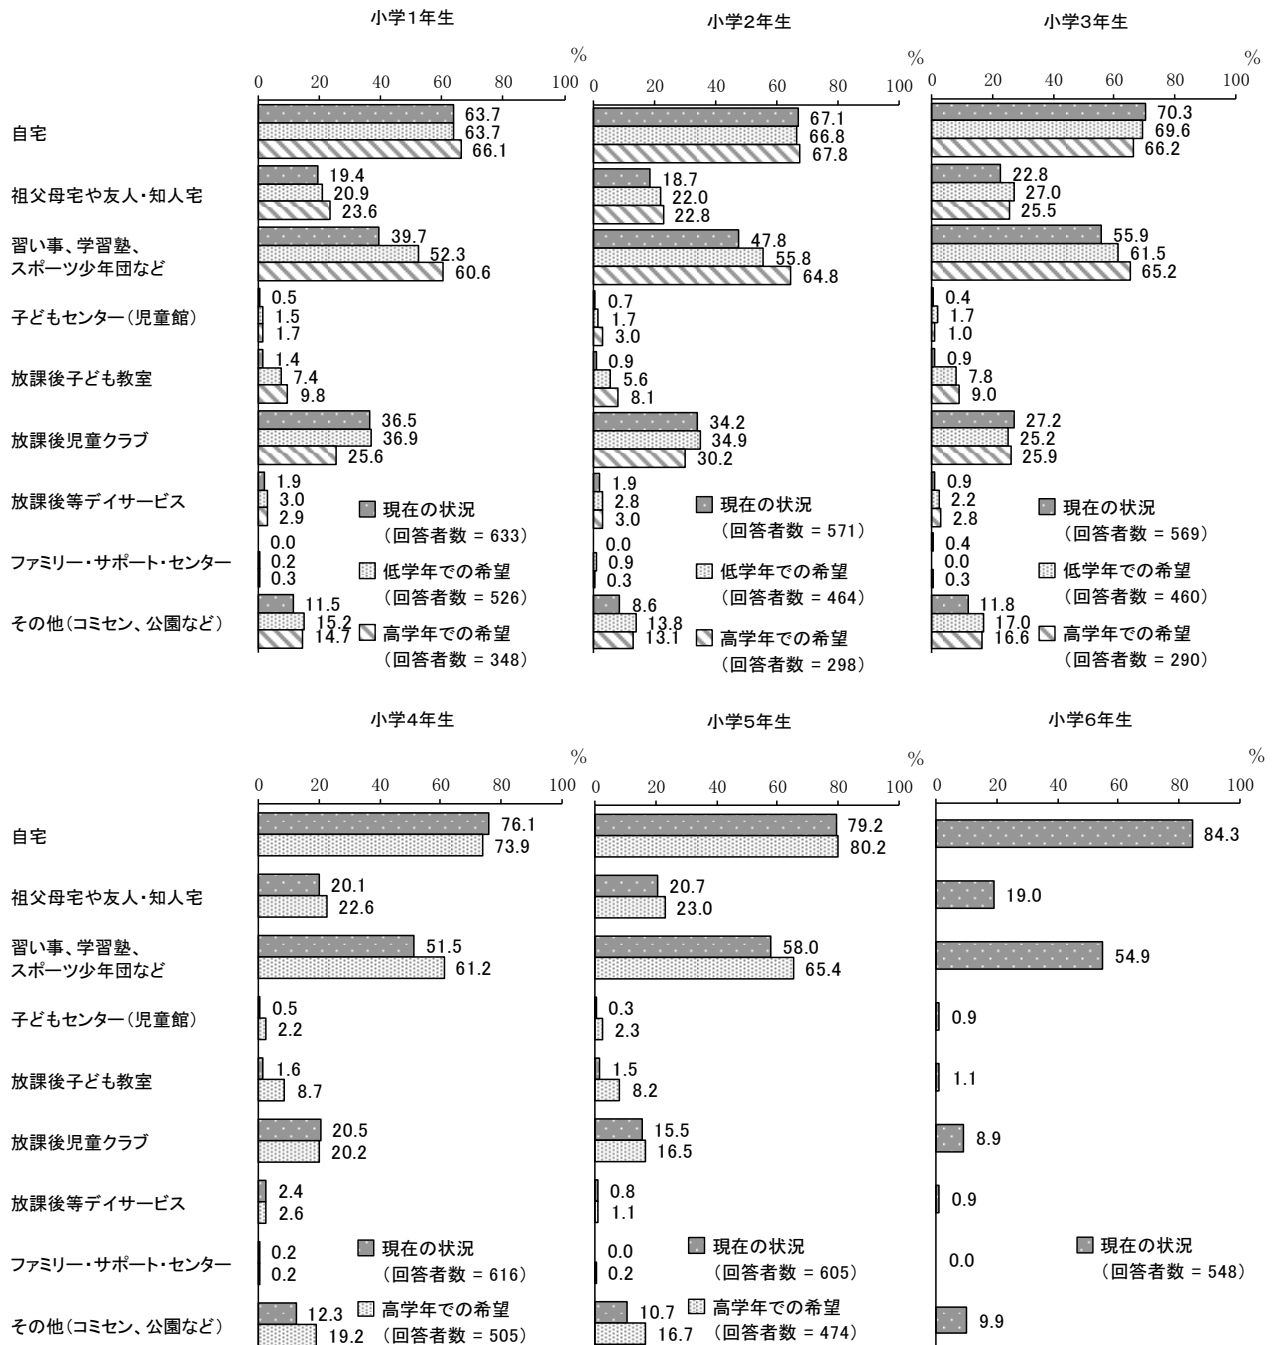 小学1年生
%
0 20 40 60 80 100
自宅
63.7
63.7
66.1
祖父母宅や友人・知人宅
19.4
20.9
23.6
習い事、学習塾、
スポーツ少年団など
39.7
52.3
60.6
子どもセンター(児童館)
0.5
1.5
1.7
放課後子ども教室
1.4
7.4
9.8
放課後児童クラブ
36.5
36.9
25.6
放課後等デイサービス
1.9
3.0
2.9
ファミリー・サポート・センター
0.0
0.2
0.3
その他(コミセン、公園など)
11.5
15.2
14.7
現在の状況
(回答者数 = 633)
低学年での希望
(回答者数 = 526)
高学年での希望
(回答者数 = 348)
小学2年生
%
0 20 40 60 80 100
67.1
66.8
67.8
18.7
22.0
22.8
47.8
55.8
64.8
0.7
1.7
3.0
0.9
5.6
8.1
34.2
34.9
30.2
1.9
2.8
3.0
0.0
0.9
0.3
8.6
13.8
13.1
現在の状況
(回答者数 = 571)
低学年での希望
(回答者数 = 464)
高学年での希望
(回答者数 = 298)
小学3年生
%
0 20 40 60 80 100
70.3
69.6
66.2
22.8
27.0
25.5
55.9
61.5
65.2
0.4
1.7
1.0
0.9
7.8
9.0
27.2
25.2
25.9
0.9
2.2
2.8
0.4
0.0
0.3
11.8
17.0
16.6
現在の状況
(回答者数 = 569)
低学年での希望
(回答者数 = 460)
高学年での希望
(回答者数 = 290)
小学4年生
%
0 20 40 60 80 100
自宅
76.1
73.9
祖父母宅や友人・知人宅
20.1
22.6
習い事、学習塾、
スポーツ少年団など
51.5
61.2
子どもセンター(児童館)
0.5
2.2
放課後子ども教室
1.6
8.7
放課後児童クラブ
20.5
20.2
放課後等デイサービス
2.4
2.6
ファミリー・サポート・センター
0.2
0.2
その他(コミセン、公園など)
12.3
19.2
現在の状況
(回答者数 = 616)
高学年での希望
(回答者数 = 505)
小学5年生
%
0 20 40 60 80 100
79.2
80.2
20.7
23.0
58.0
65.4
0.3
2.3
1.5
8.2
15.5
16.5
0.8
1.1
0.0
0.2
10.7
16.7
現在の状況
(回答者数 = 605)
高学年での希望
(回答者数 = 474)
小学6年生
%
0 20 40 60 80 100
84.3
19.0
54.9
0.9
1.1
8.9
0.9
0.0
9.9
現在の状況
(回答者数 = 548)